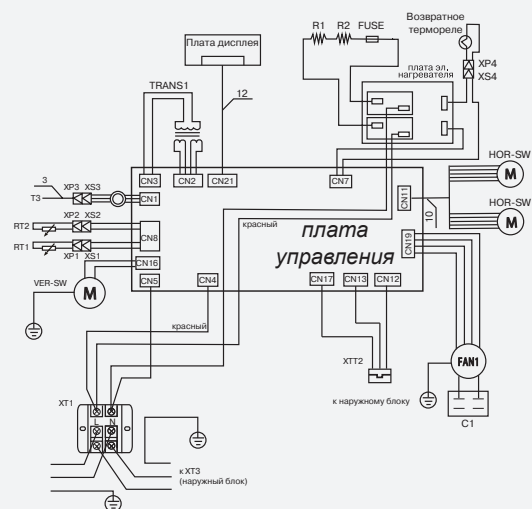 R1 R2 FUSE
Возвратное
термореле
Плата дисплея
XP4
XS4
плата эл,
нагревателя
TRANS1
12
HOR-SW
M
CN3
CN2
CN21
CN7
3
XP3 XS3
T3
CN1
CN11
HOR-SW
M
10
XP2 XS2
RT2
CN8
красный
плата
управления
CN19
RT1
XP1 XS1
CN16
CN5
CN4
CN17
CN13
CN12
VER-SW
M
красный
XTT2
FAN1
к наружному блоку
C1
XT1
L N
к XT3
(наружный блок)